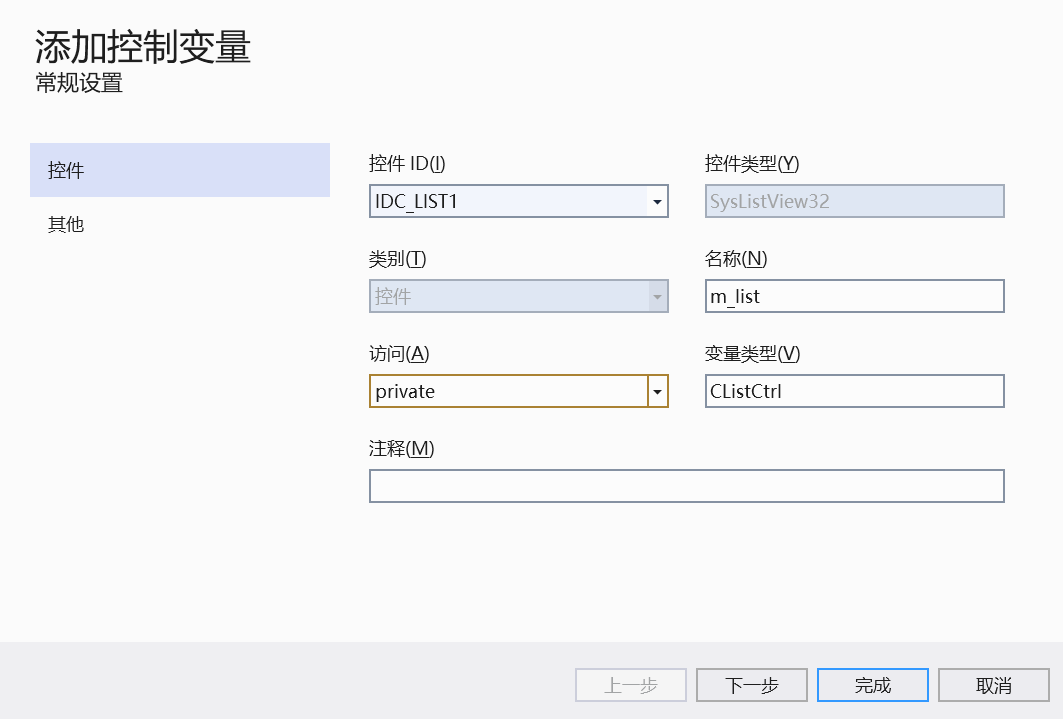 添加控制变量
常规设置
控件
其他
控件 ID(I)
控件类型(Y)
IDC_LIST1
SysListView32
类别(T)
名称(N)
控件
m_list
访问(A)
变量类型(V)
private
CListCtrl
注释(M)
上一步
下一步
完成
取消